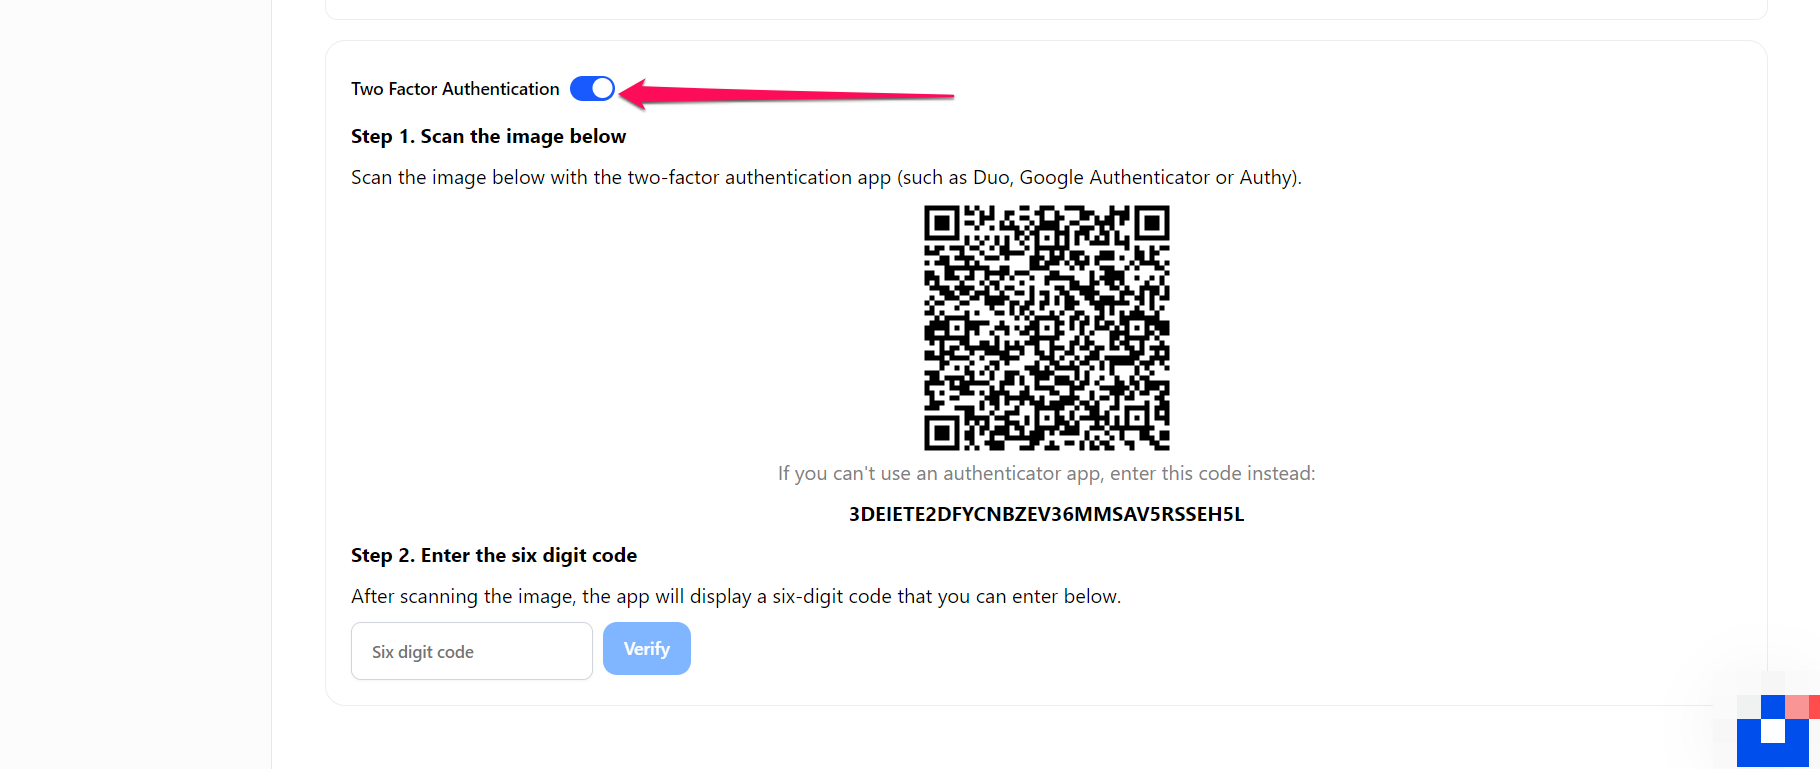 Two Factor Authentication
Step 1. Scan the image below
Scan the image below with the two-factor authentication app (such as Duo, Google Authenticator or Authy).
If you can't use an authenticator app, enter this code instead:
3DEIETE2DFYCNBZEV36MMSAV5RSSEH5L
Step 2. Enter the six digit code
After scanning the image, the app will display a six-digit code that you can enter below.
Six digit code
Verify